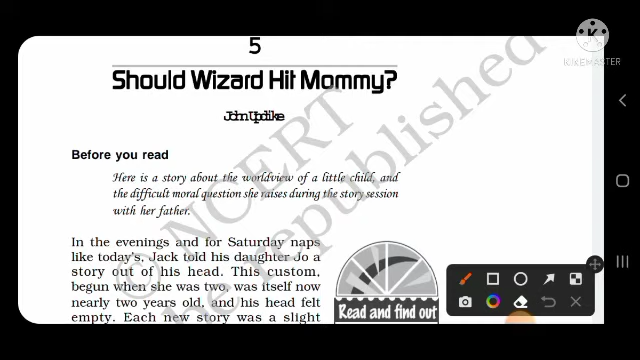 5
KINEMASTER
Should Wizard Hit Mommy?
John Updike
Before you read
Here is a story about the worldview of a little child, and
the difficult moral question she raises during the story session
with her father.
In the evenings and for Saturday naps
like today's, Jack told his daughter Jo a
story out of his head. This custom,
begun when she was two, was itself now
nearly two years old, and his head felt
empty. Each new story was a slight
Read and find out
© NCERT
be republished